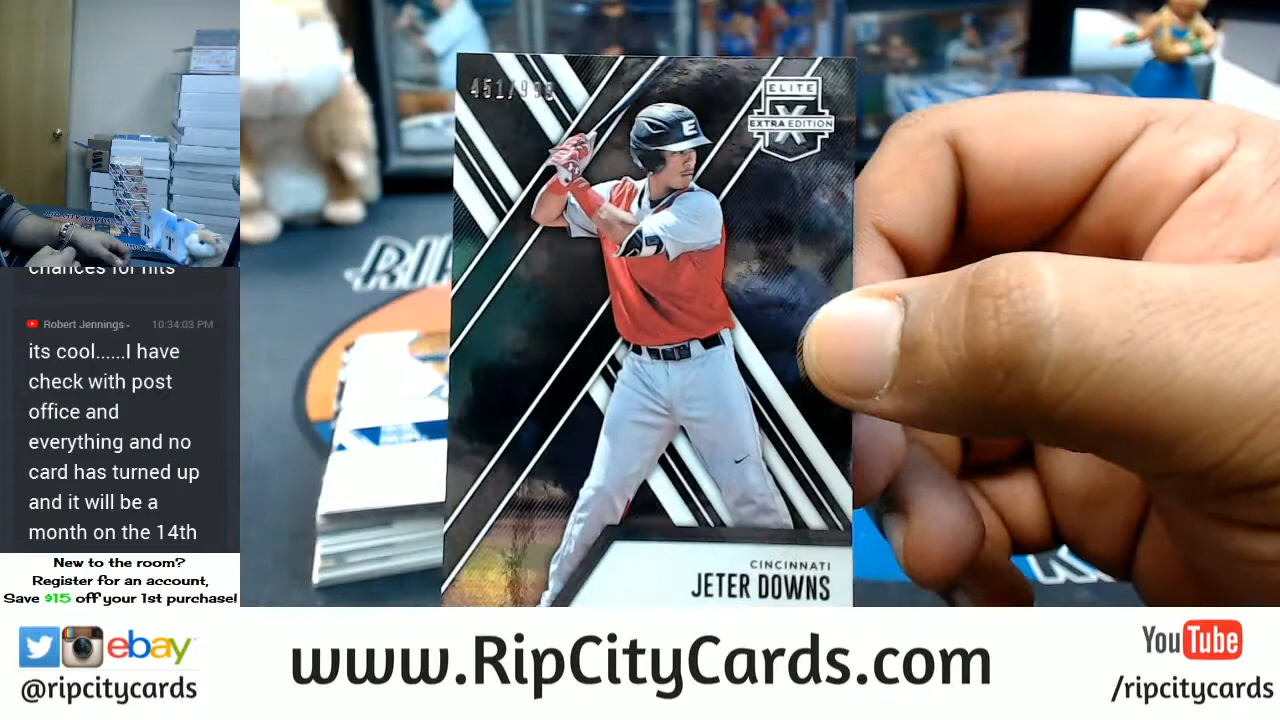 chances for hits
Robert Jennings - 10:34:03 PM
its cool......I have
check with post
office and
everything and no
card has turned up
and it will be a
month on the 14th
New to the room?
Register for an account,
Save $15 off your 1st purchase!
451/999
ELITE
X
EXTRA EDITION
E
CINCINNATI
JETER DOWNS
ebay
@ripcitycards
www.RipCityCards.com
YouTube
/ripcitycards